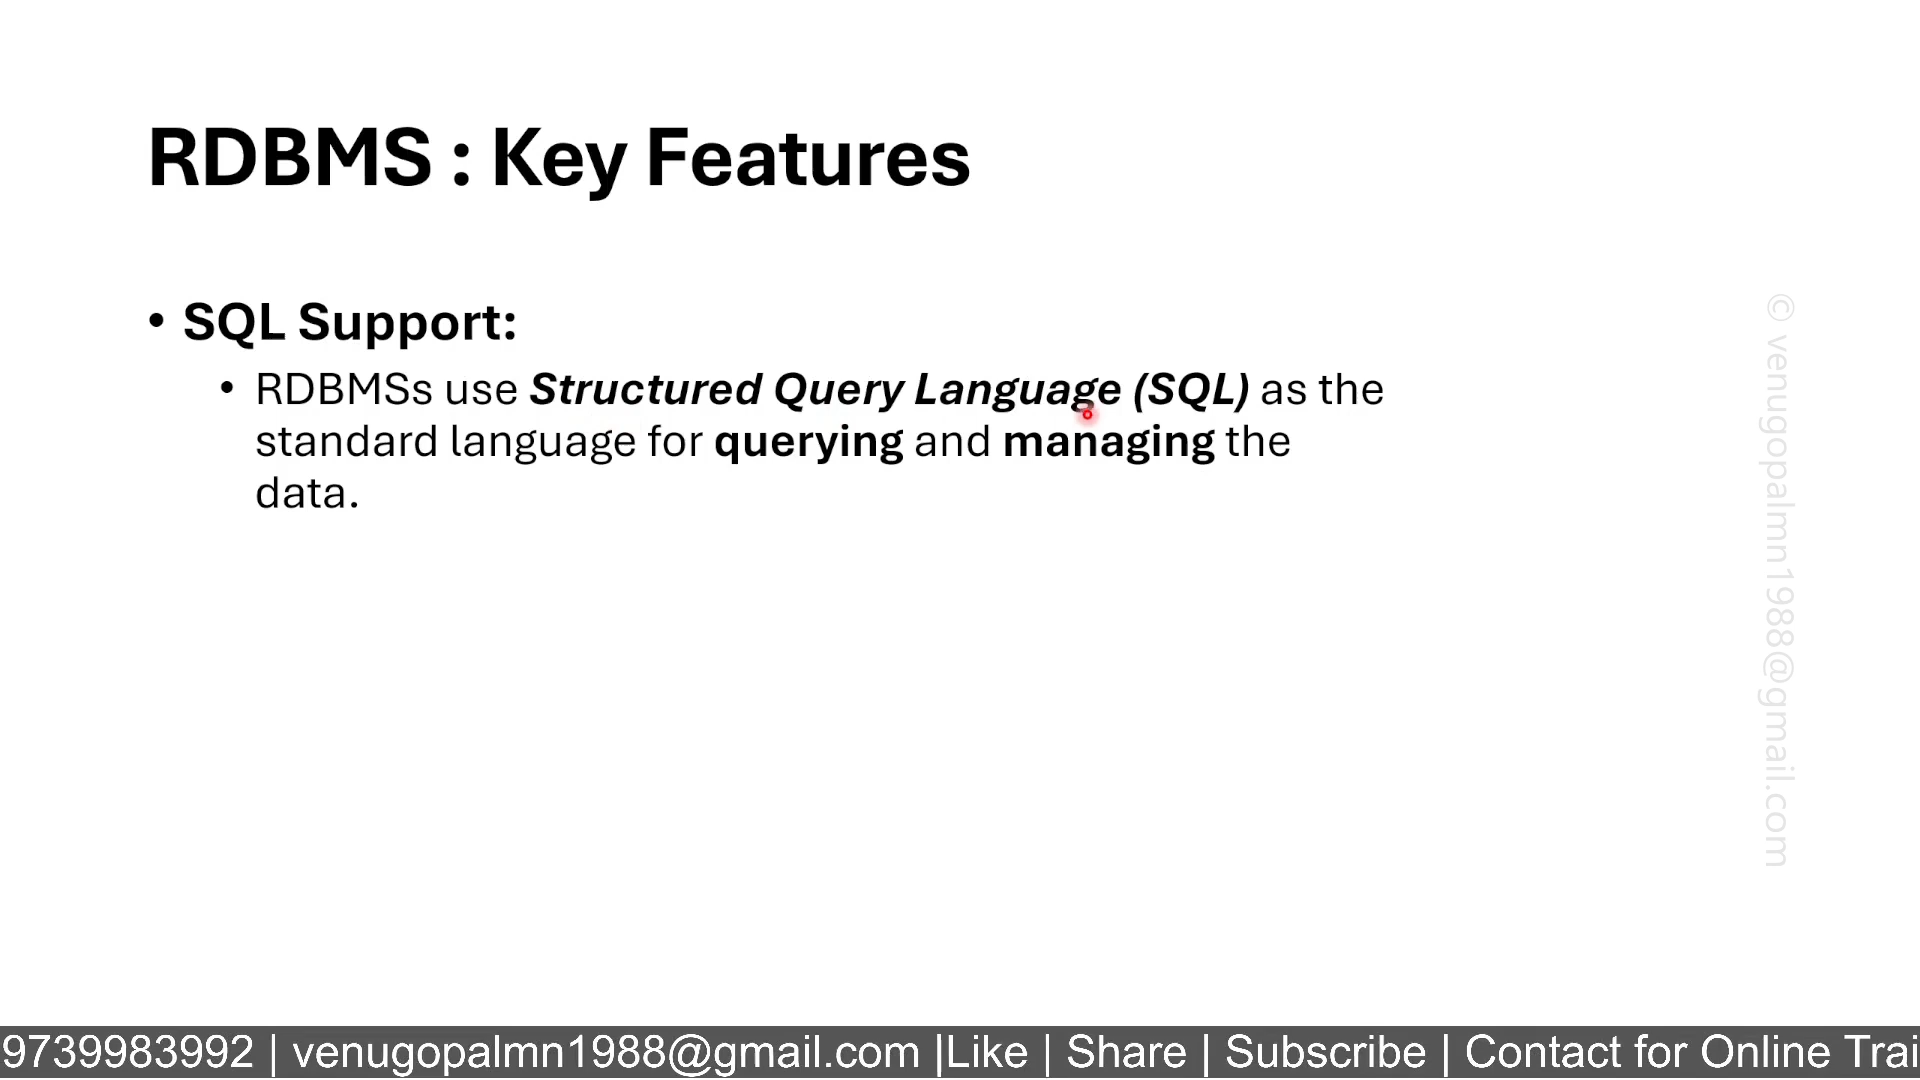 RDBMS : Key Features
• SQL Support:
• RDBMSs use Structured Query Language (SQL) as the
standard language for querying and managing the
data.
© venugopalmn1988@gmail.com
9739983992 | venugopalmn1988@gmail.com |Like | Share | Subscribe | Contact for Online Trai